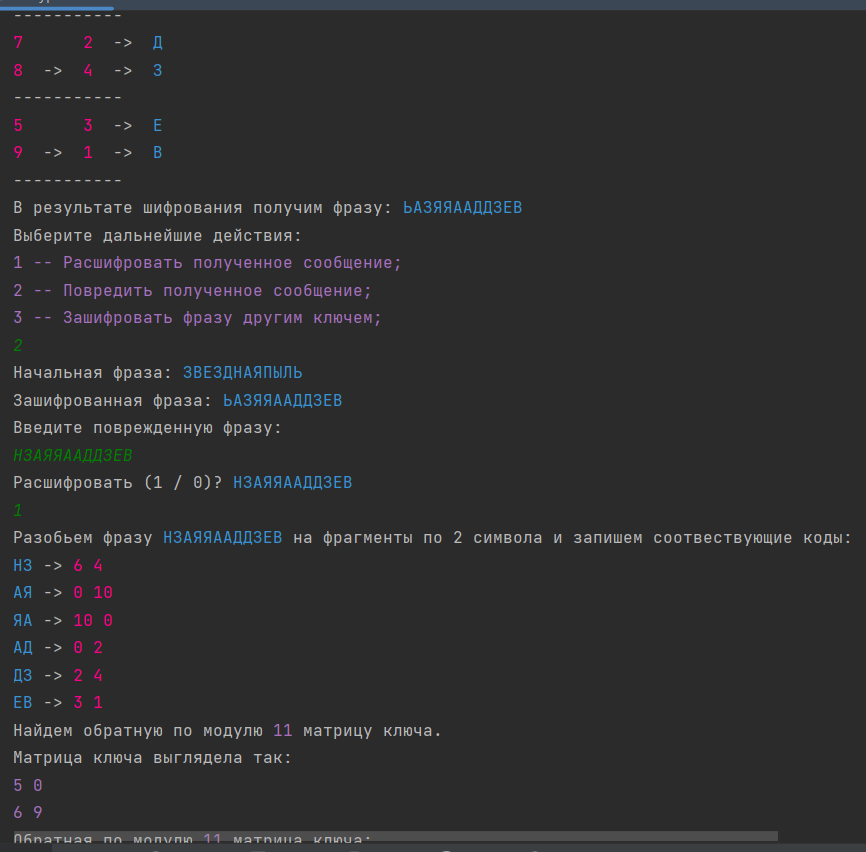 -----------
7      2  ->  Д
8  ->  4  ->  З
-----------
5      3  ->  Е
9  ->  1  ->  В
-----------
В результате шифрования получим фразу: ЬАЗЯЯААДДЗЕВ
Выберите дальнейшие действия:
1 -- Расшифровать полученное сообщение;
2 -- Повредить полученное сообщение;
3 -- Зашифровать фразу другим ключем;
2
Начальная фраза: ЗВЕЗДНАЯПЫЛЬ
Зашифрованная фраза: ЬАЗЯЯААДДЗЕВ
Введите поврежденную фразу:
НЗАЯЯААДДЗЕВ
Расшифровать (1 / 0)? НЗАЯЯААДДЗЕВ
1
Разобьем фразу НЗАЯЯААДДЗЕВ на фрагменты по 2 символа и запишем соотвествующие коды:
НЗ -> 6 4
АЯ -> 0 10
ЯА -> 10 0
АД -> 0 2
ДЗ -> 2 4
ЕВ -> 3 1
Найдем обратную по модулю 11 матрицу ключа.
Матрица ключа выглядела так:
5 0
6 9
Обратная по модулю 11 матрица ключа: